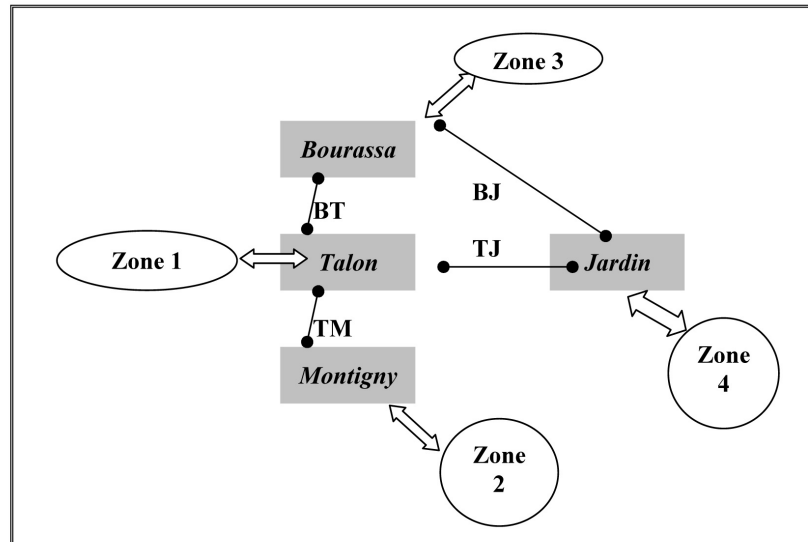 Zone 3
Bourassa
BJ
BT
TJ
Zone 1
Talon
Jardin
TM
Zone
4
Montigny
Zone
2